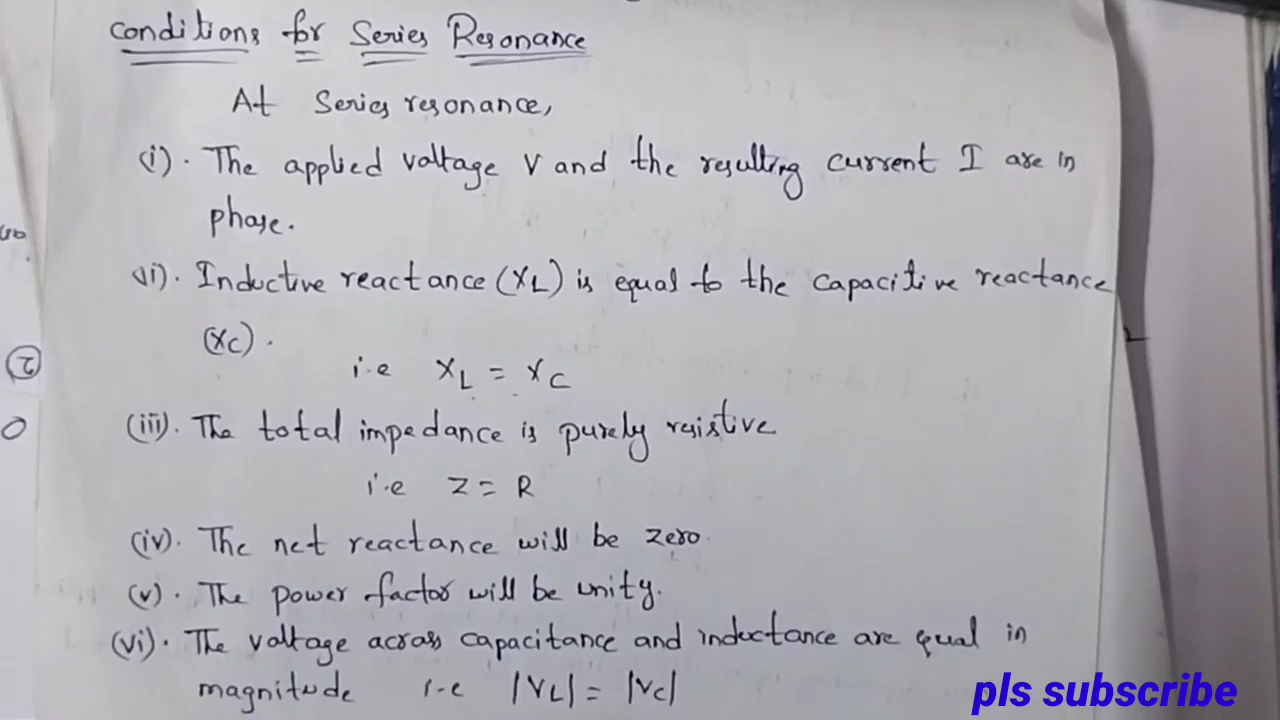 Conditions for Series Resonance
At Series resonance,
(i). The applied voltage V and the resulting current I are in
phase.
(ii). Inductive reactance (XL) is equal to the capacitive reactance
(XC).
i.e XL = XC
(iii). The total impedance is purely resistive
i.e Z = R
(iv). The net reactance will be zero.
(v). The power factor will be unity.
(vi). The voltage across capacitance and inductance are equal in
magnitude i.e |VL| = |VC|
pls subscribe